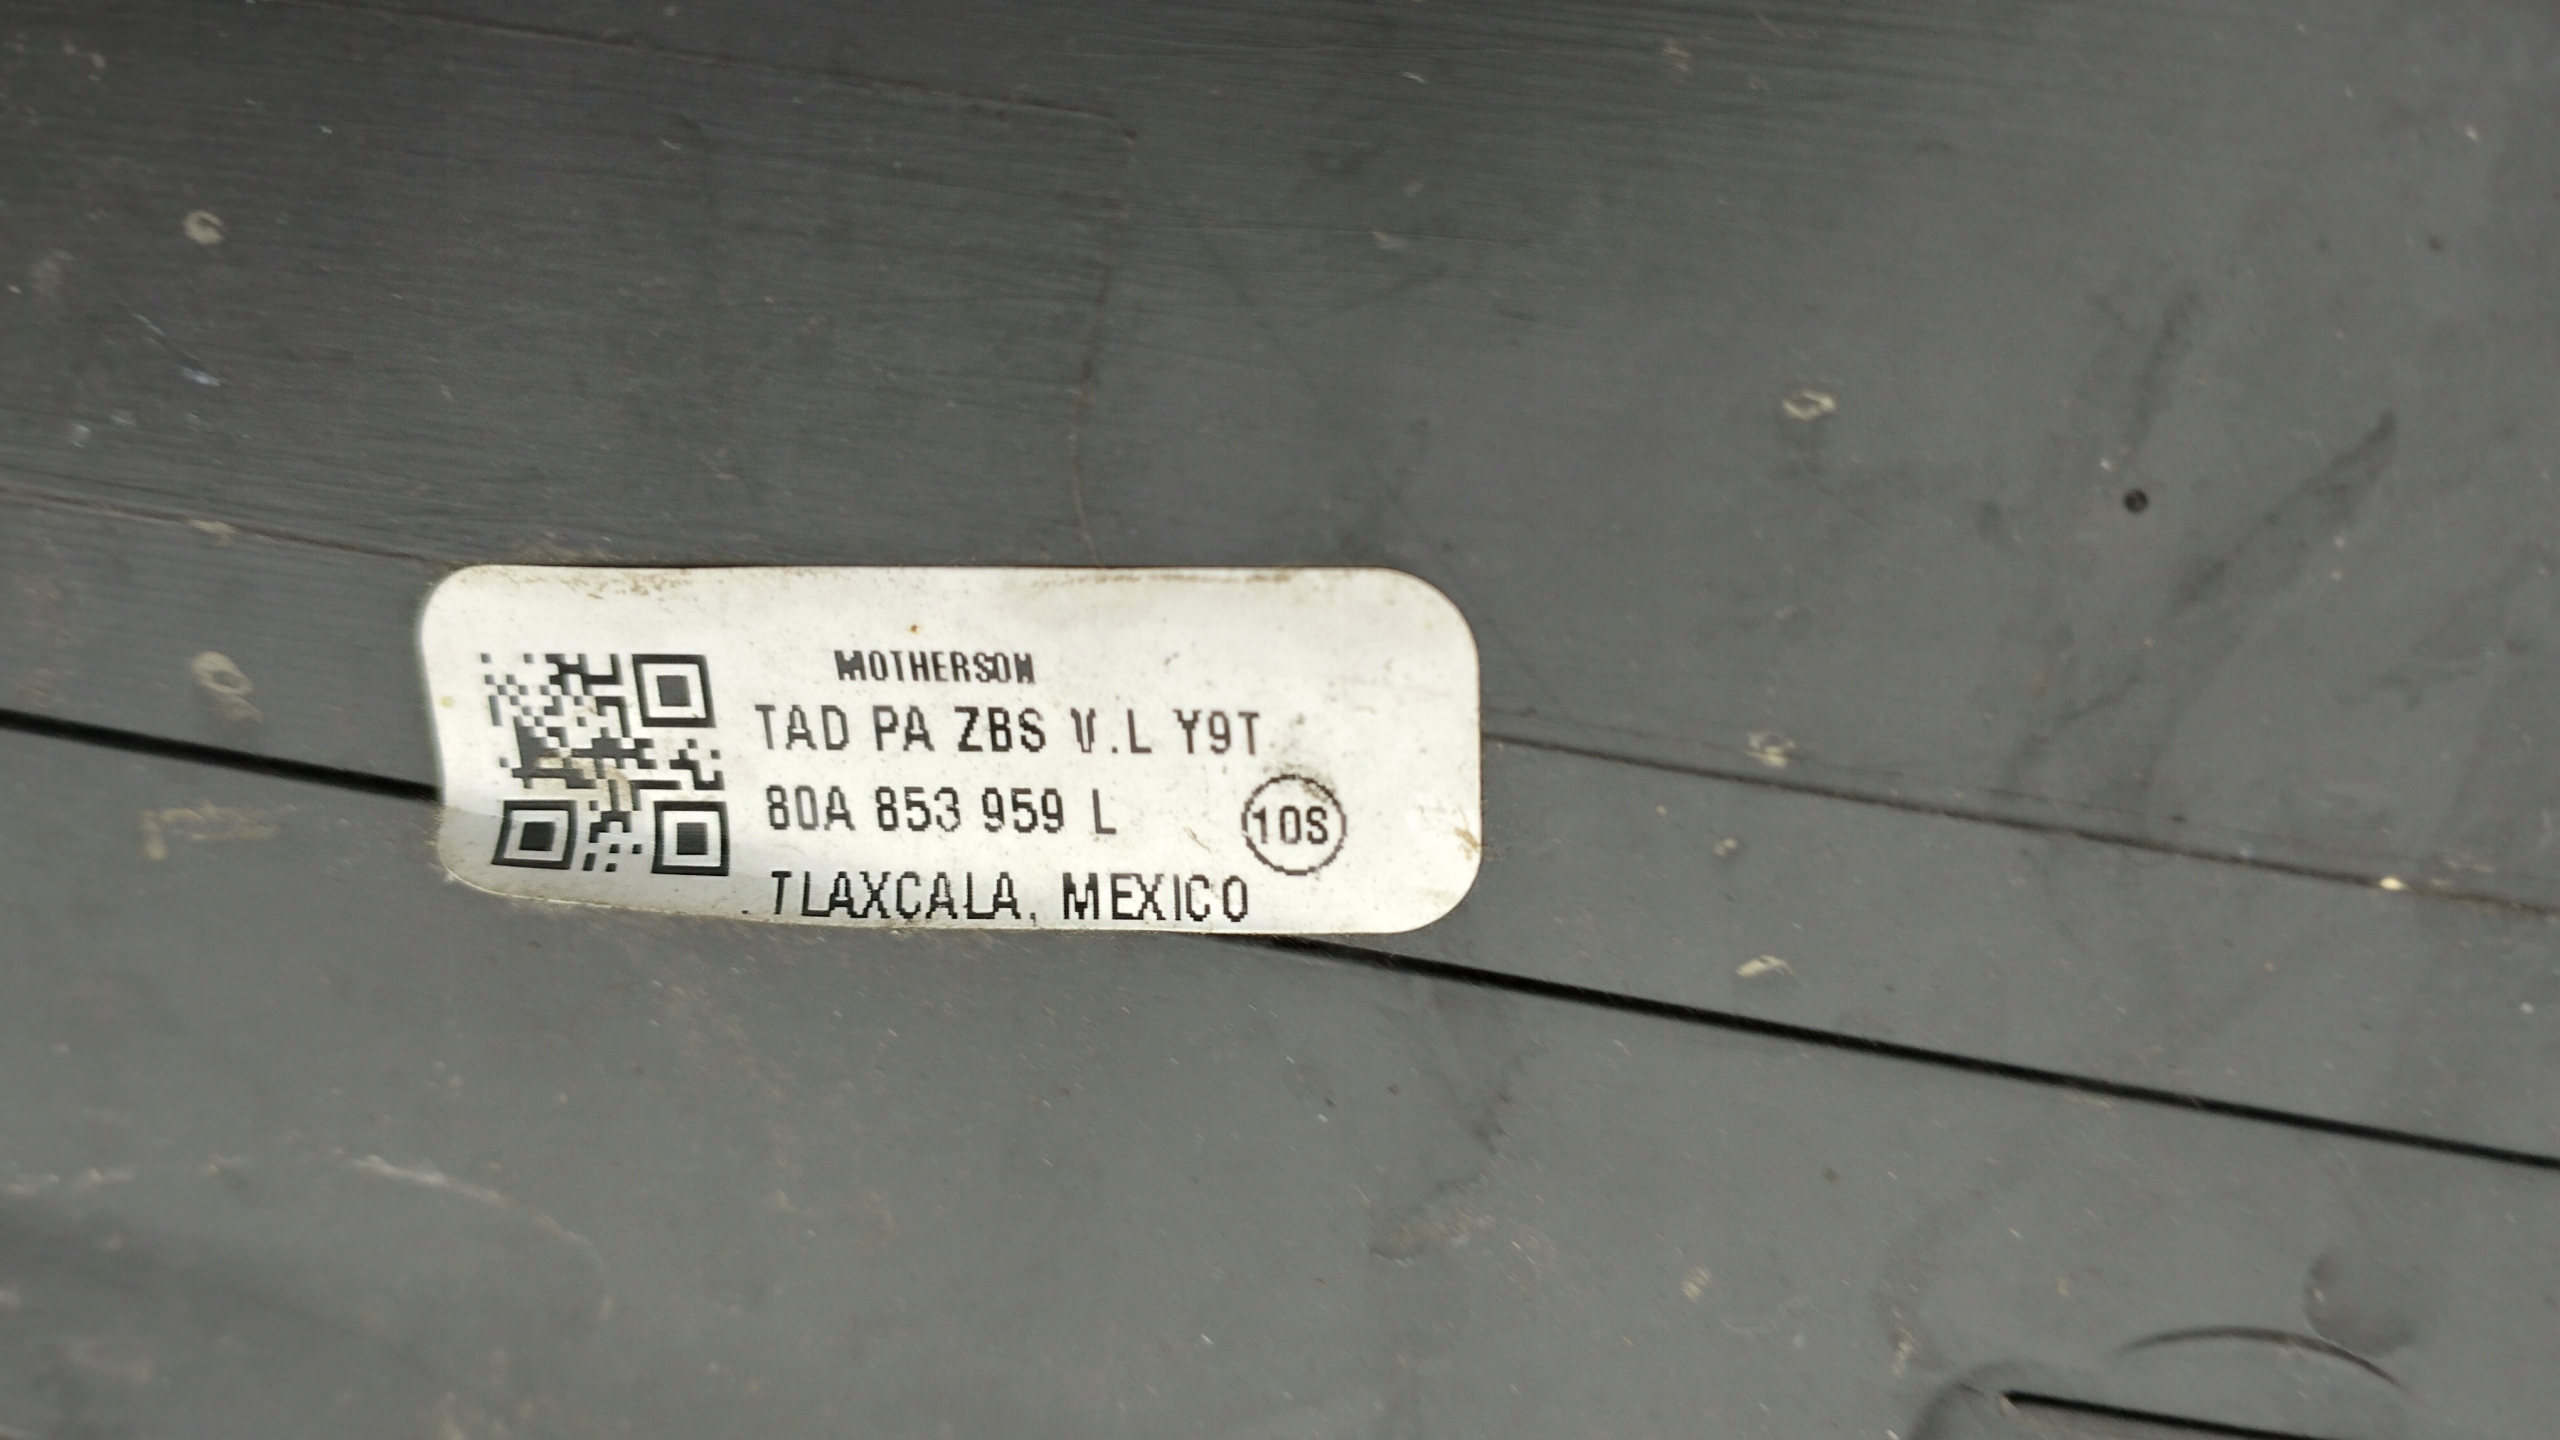 MOTHERSON
TAD PA ZBS V.L Y9T
80A 853 959 L
10S
TLAXCALA, MEXICO